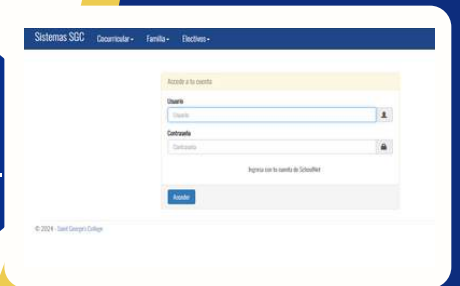 Sistemas SGC Cocurricular Familia Electivos
Accede a tu cuenta
Usuario
Usuario
Contraseña
Contraseña
Ingresa con tu cuenta de SchoolNet
Acceder
© 2024 - Saint George's College